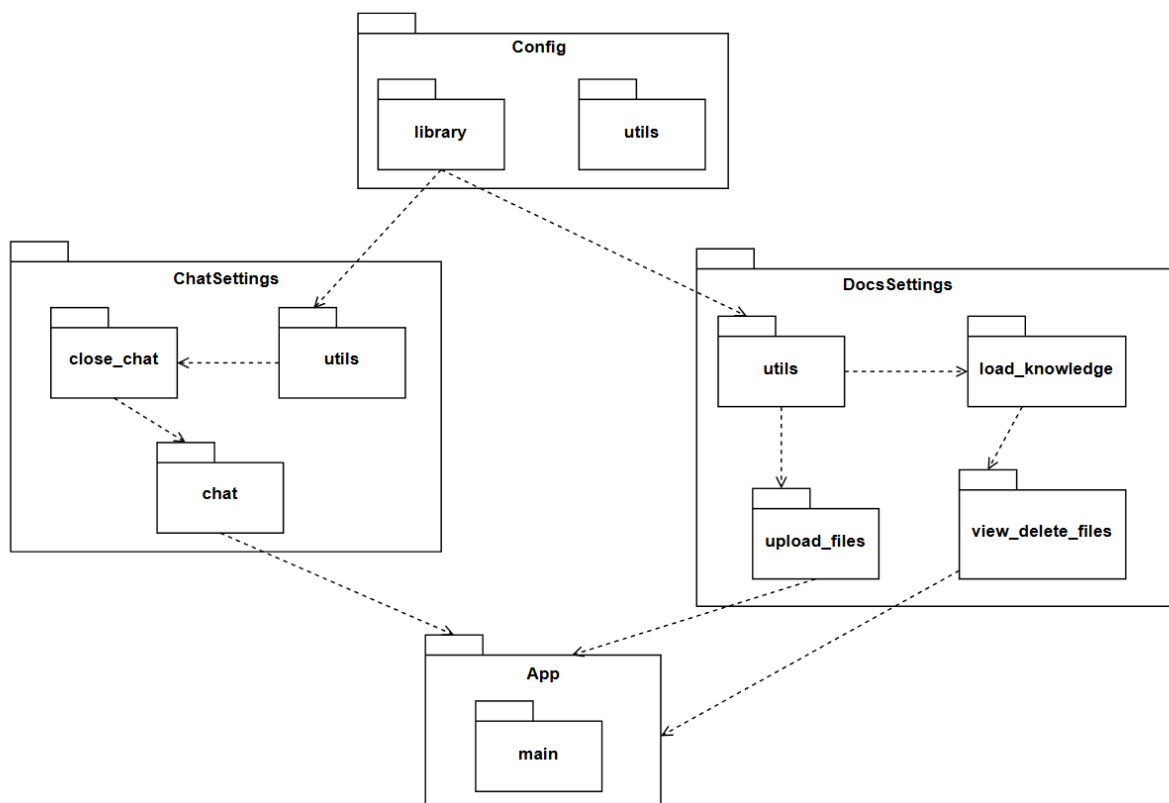 Config
library
utils
ChatSettings
close_chat
utils
chat
DocsSettings
utils
load_knowledge
upload_files
view_delete_files
App
main